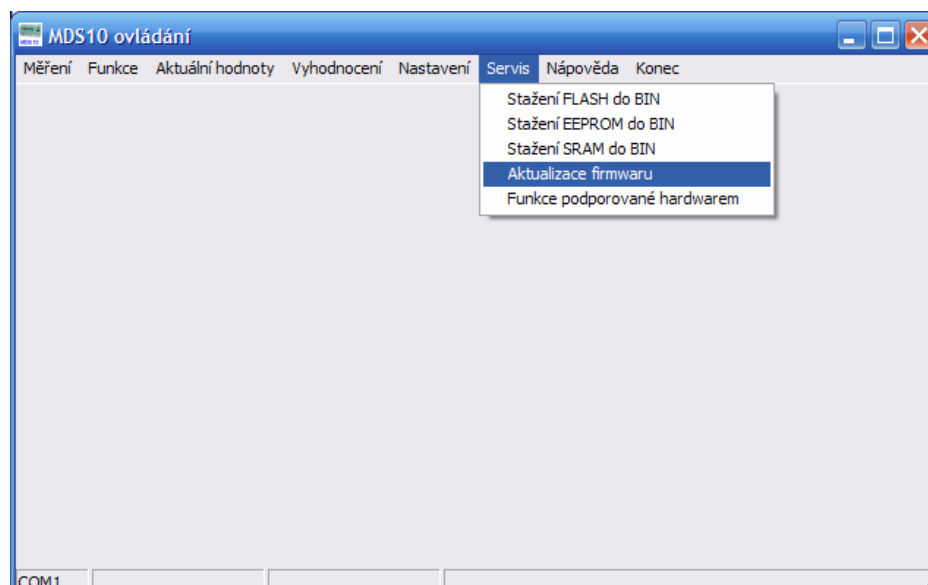 MDS10 ovládání
Měření Funkce Aktuální hodnoty Vyhodnocení Nastavení Servis Nápověda Konec
Stažení FLASH do BIN
Stažení EEPROM do BIN
Stažení SRAM do BIN
Aktualizace firmwaru
Funkce podporované hardwarem
COM1